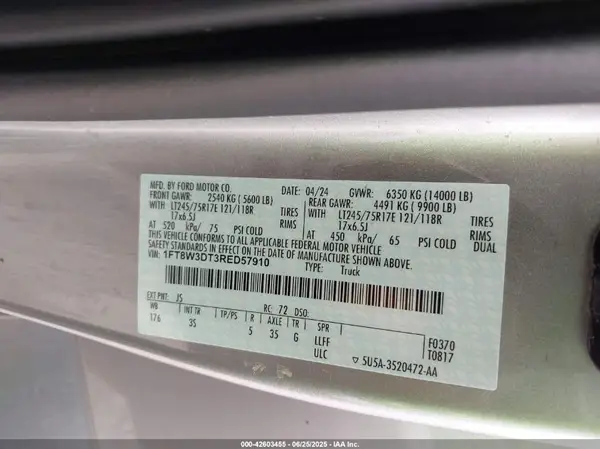 MFD. BY FORD MOTOR CO. 04/24 GVWR: 6350 KG (14000 LB)
FRONT GAWR: 2540 KG (5600 LB) REAR GAWR: 4491 KG (9900 LB)
WITH LT245/75R17E 121/118R TIRES WITH LT245/75R17E 121/118R TIRES
17x6.5J RIMS 17x6.5J RIMS
AT 520 kPa/ 75 PSI COLD AT 450 kPa/ 65 PSI COLD DUAL
THIS VEHICLE CONFORMS TO ALL APPLICABLE FEDERAL MOTOR VEHICLE
SAFETY STANDARDS IN EFFECT ON THE DATE OF MANUFACTURE SHOWN ABOVE.
VIN: 1FT8W3DT3RED57910
TYPE: Truck
EXT PNT: JS RC: 72 DSO:
WB INT TR TP/PS R AXLE TR SPR F0370
176 3S 5 35 G LLFF T0817
ULC ▽ 5U5A-3520472-AA
000-42603455 - 06/25/2025 - IAA Inc.